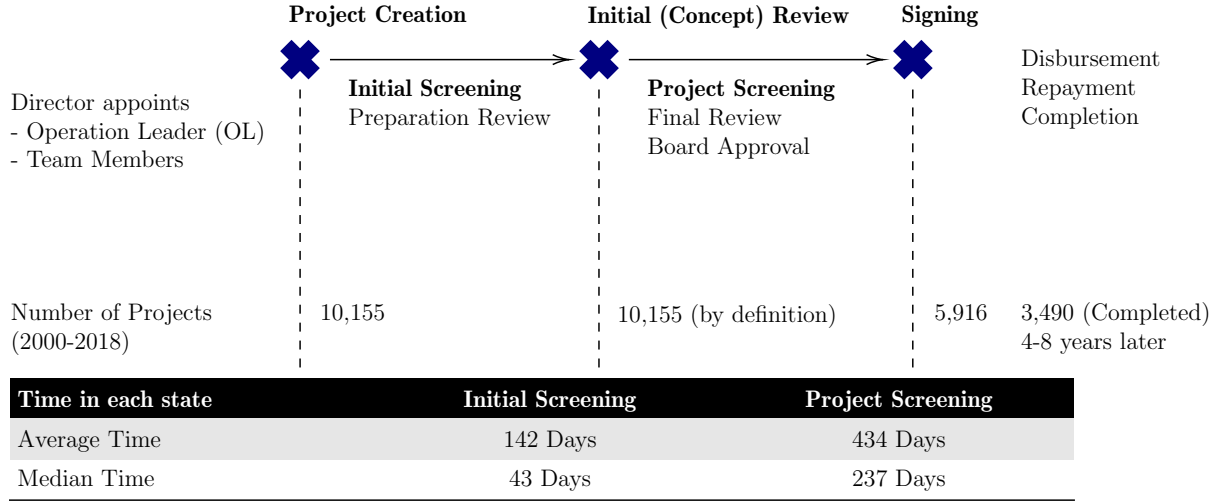 Project Creation
Initial (Concept) Review
Signing
Initial Screening
Preparation Review
Project Screening
Final Review
Board Approval
Disbursement
Repayment
Completion
Director appoints
- Operation Leader (OL)
- Team Members
Number of Projects
(2000-2018)
10,155
10,155 (by definition)
5,916
3,490 (Completed)
4-8 years later
Time in each state Initial Screening Project Screening
Average Time 142 Days 434 Days
Median Time 43 Days 237 Days